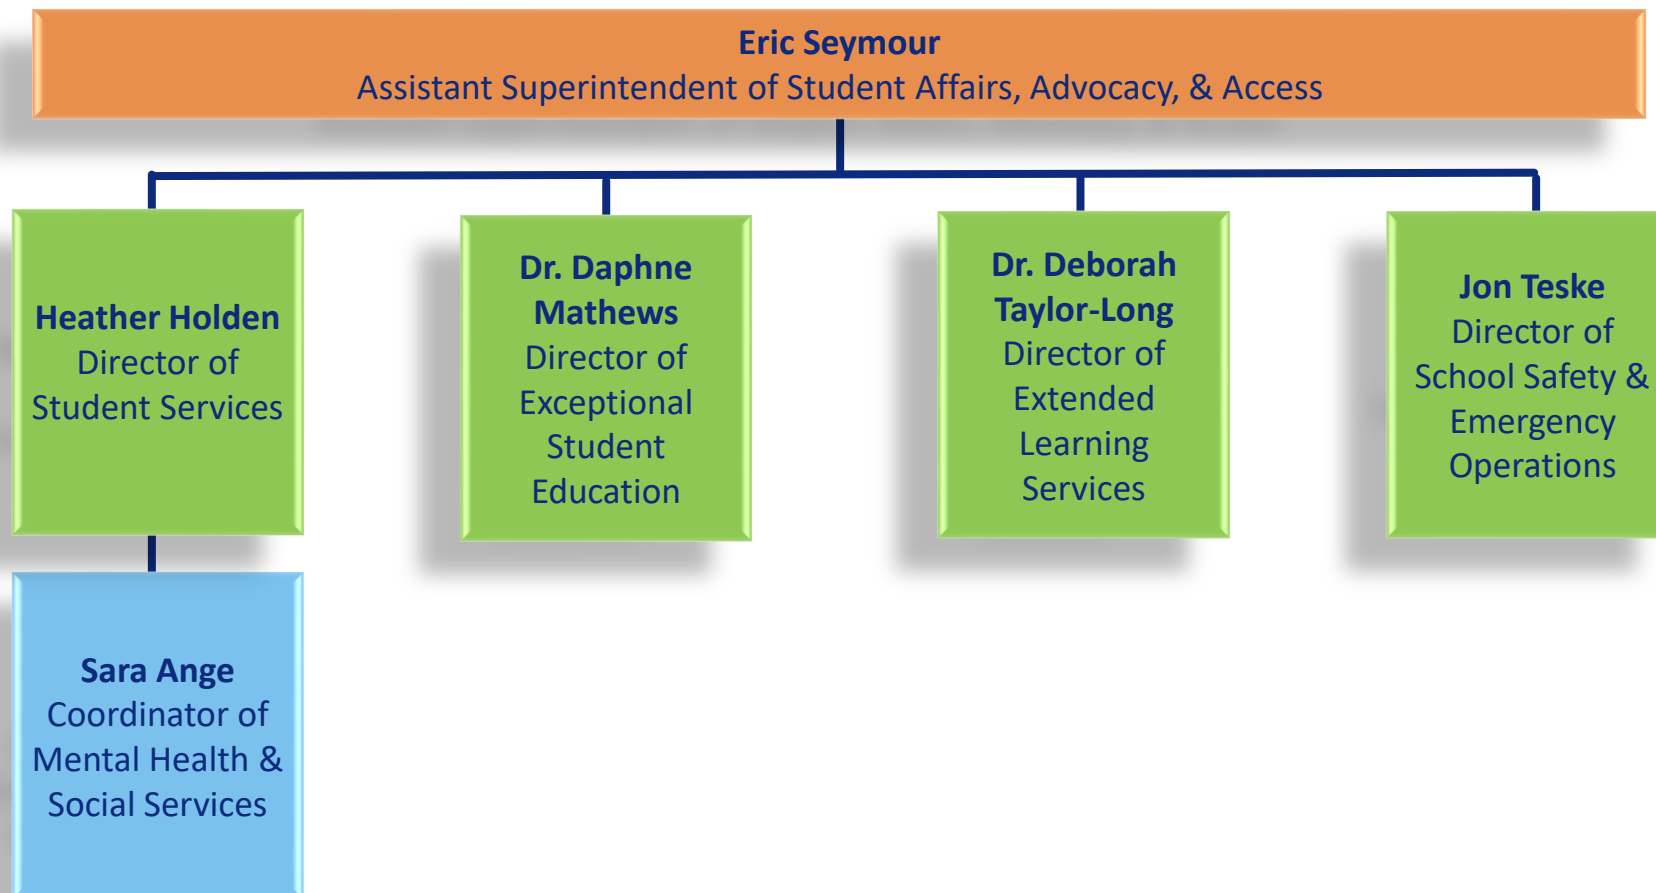 Eric Seymour
Assistant Superintendent of Student Affairs, Advocacy, & Access
Heather Holden
Director of
Student Services
Dr. Daphne
Mathews
Director of
Exceptional
Student
Education
Dr. Deborah
Taylor-Long
Director of
Extended
Learning
Services
Jon Teske
Director of
School Safety &
Emergency
Operations
Sara Ange
Coordinator of
Mental Health &
Social Services